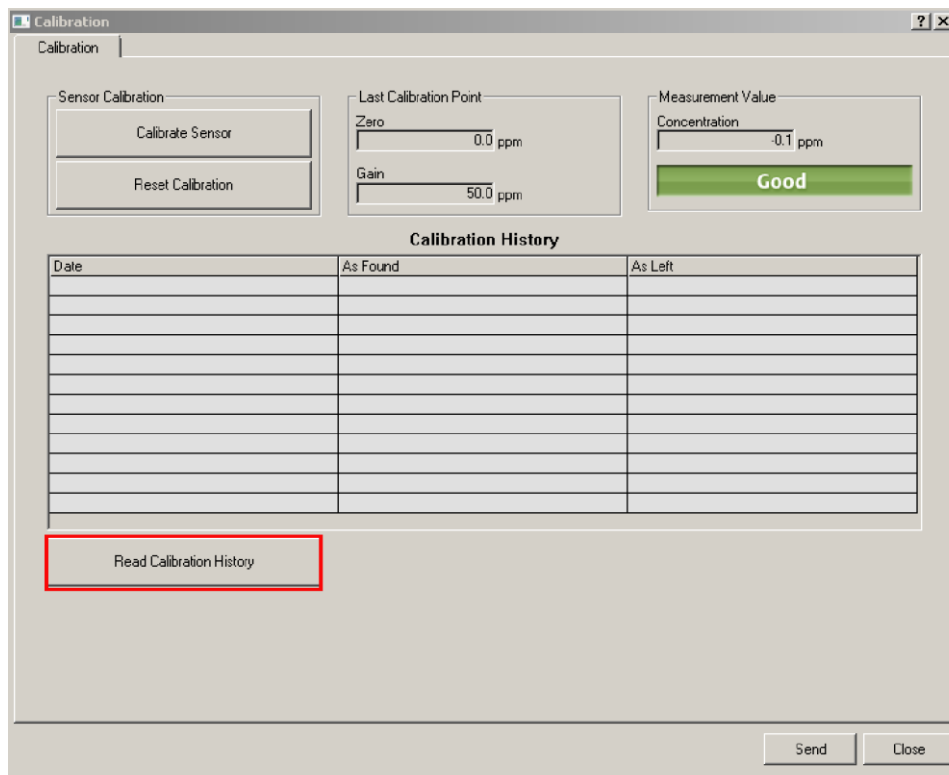 Calibration
Calibration
Sensor Calibration
Calibrate Sensor
Reset Calibration
Last Calibration Point
Zero
0.0 ppm
Gain
50.0 ppm
Measurement Value
Concentration
-0.1 ppm
Good
Calibration History
Date As Found As Left
Read Calibration History
Send Close